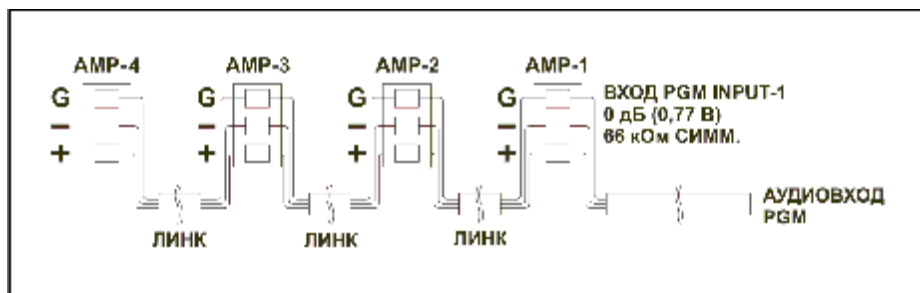 AMP-4
AMP-3
AMP-2
AMP-1
G
G
G
G
ВХОД PGM INPUT-1
0 дБ (0,77 В)
66 кОм СИММ.
–
–
–
–
+
+
+
+
АУДИОВХОД
PGM
ЛИНК
ЛИНК
ЛИНК